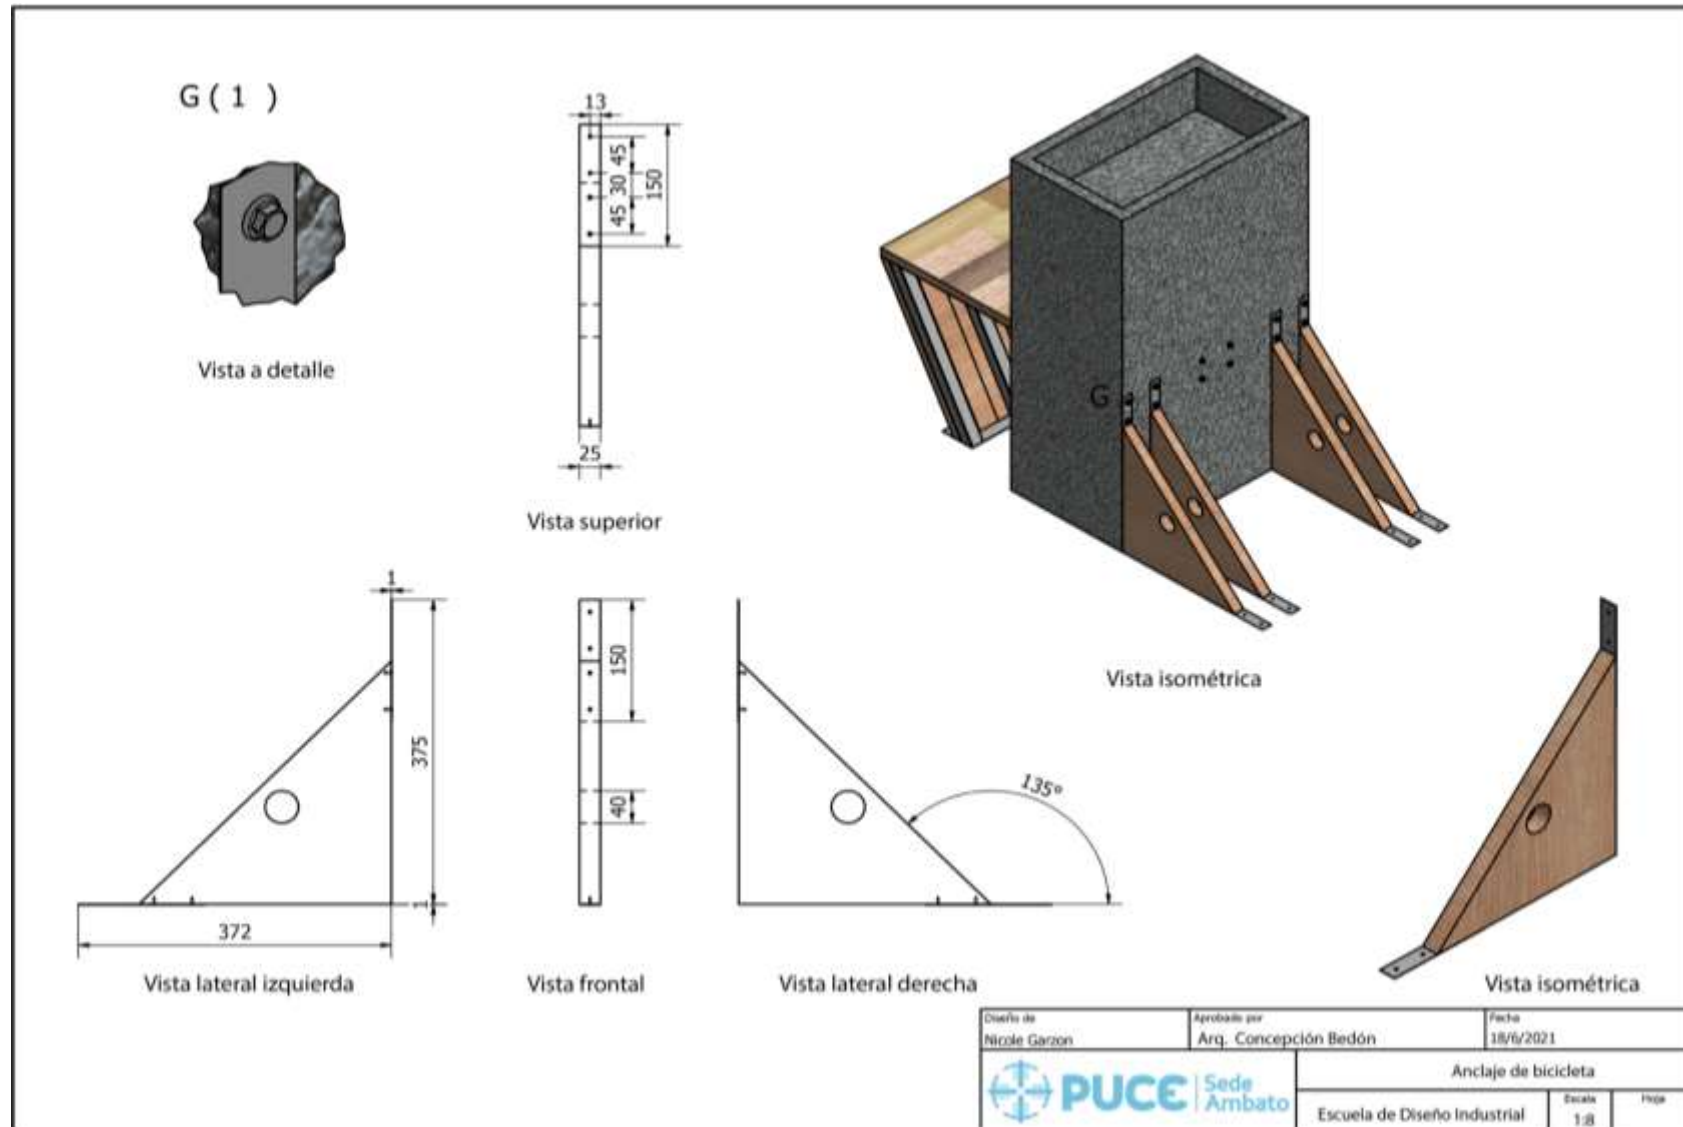 G ( 1 )
Vista a detalle
13
45
30
45
150
25
Vista superior
G
Vista isométrica
1
375
1
372
Vista lateral izquierda
150
40
Vista frontal
135º
Vista lateral derecha
Vista isométrica
Diseño de
Nicole Garzon
Aprobado por
Arq. Concepción Bedón
Fecha
18/6/2021
PUCE
Sede
Ambato
Anclaje de bicicleta
Escuela de Diseño Industrial
Escala
1:8
Hoja